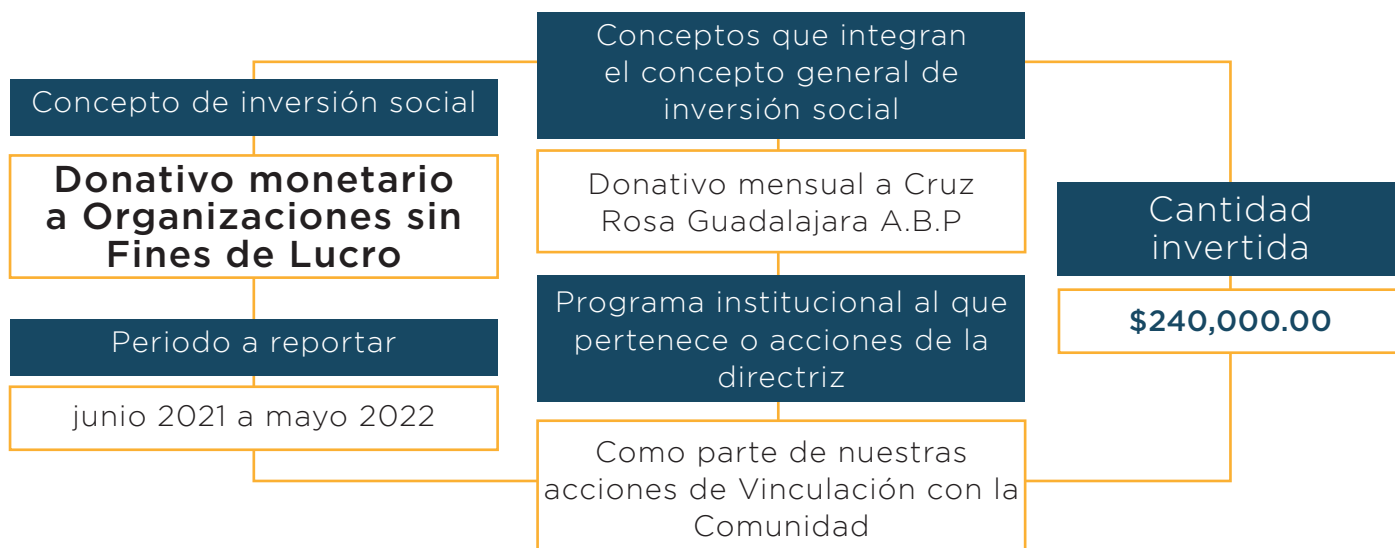 Concepto de inversión social
Donativo monetario
a Organizaciones sin
Fines de Lucro
Periodo a reportar
junio 2021 a mayo 2022
Conceptos que integran
el concepto general de
inversión social
Donativo mensual a Cruz
Rosa Guadalajara A.B.P
Programa institucional al que
pertenece o acciones de la
directriz
Como parte de nuestras
acciones de Vinculación con la
Comunidad
Cantidad
invertida
$240,000.00